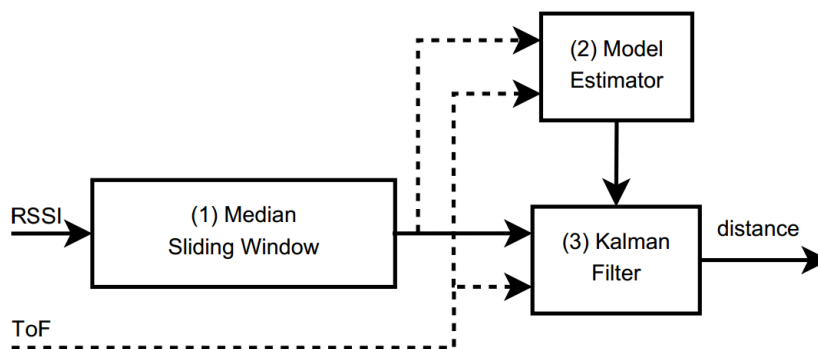 (2) Model
Estimator
RSSI
(1) Median
Sliding Window
(3) Kalman
Filter
distance
ToF